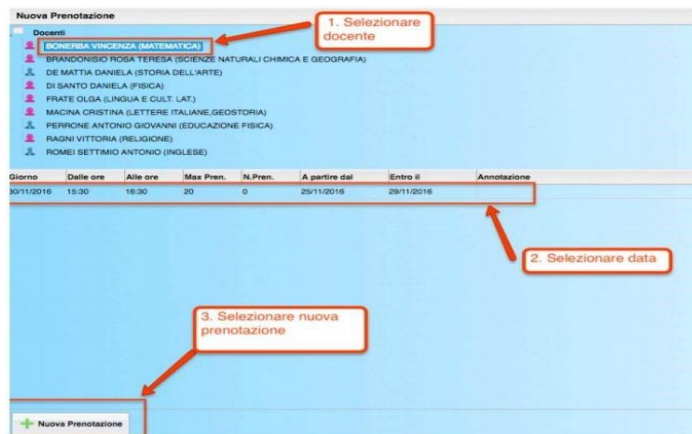 Nuova Prenotazione
Docenti
1. Selezionare
docente
BONERBA VINCENZA (MATEMATICA)
BRANDONISIO ROSA TERESA (SCIENZE NATURALI CHIMICA E GEOGRAFIA)
DE MATTIA DANIELA (STORIA DELL'ARTE)
DI SANTO DANIELA (FISICA)
FRATE OLGA (LINGUA E CULT. LAT.)
MACINA CRISTINA (LETTERE ITALIANE,GEOSTORIA)
PERRONE ANTONIO GIOVANNI (EDUCAZIONE FISICA)
RAGNI VITTORIA (RELIGIONE)
ROMEI SETTIMIO ANTONIO (INGLESE)
Giorno Dalle ore Alle ore Max Pren. N.Pren. A partire dal Entro il Annotazione
30/11/2016 15:30 16:30 20 0 25/11/2016 29/11/2016
2. Selezionare data
3. Selezionare nuova
prenotazione
Nuova Prenotazione